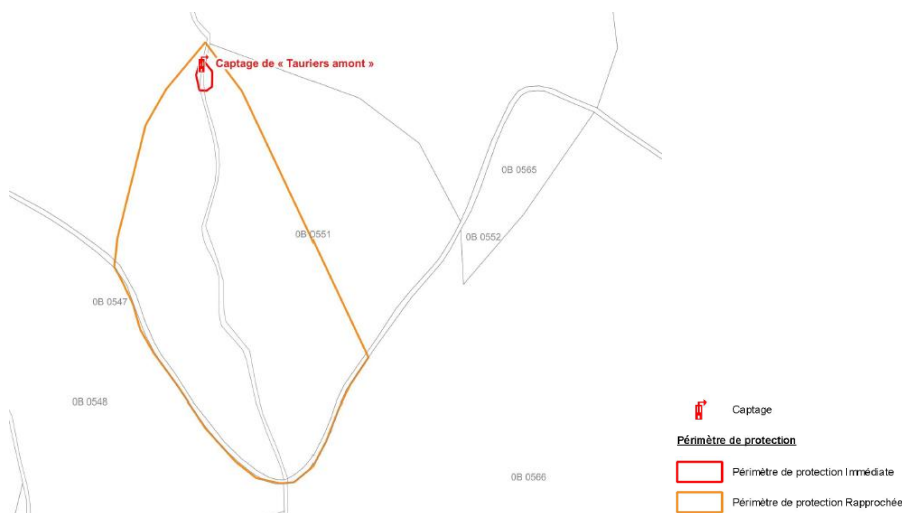 Captage de « Tauriers amont »
0B 0565
0B 0551
0B 0552
0B 0547
0B 0548
0B 0566
Captage
Périmètre de protection
Périmètre de protection Immédiate
Périmètre de protection Rapprochée